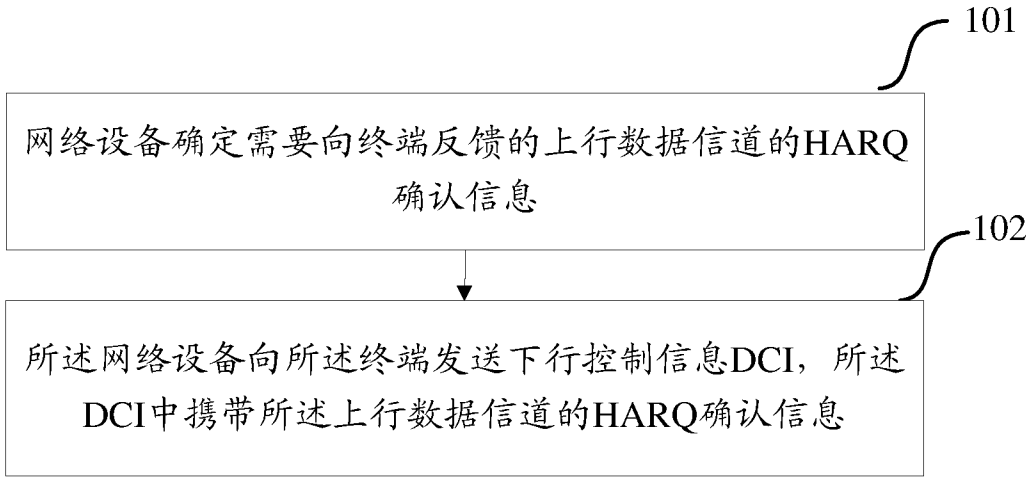 101
网络设备确定需要向终端反馈的上行数据信道的HARQ
确认信息
102
所述网络设备向所述终端发送下行控制信息DCI，所述
DCI中携带所述上行数据信道的HARQ确认信息